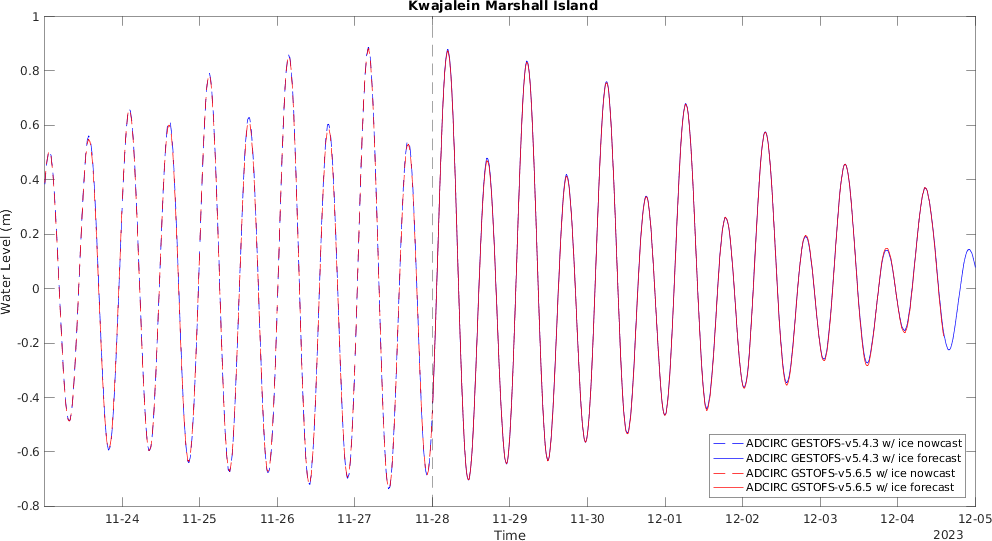 Kwajalein Marshall Island
1
0.8
0.6
0.4
0.2
0
-0.2
-0.4
-0.6
-0.8
Water Level (m)
ADCIRC GESTOFS-v5.4.3 w/ ice nowcast
ADCIRC GESTOFS-v5.4.3 w/ ice forecast
ADCIRC GSTOFS-v5.6.5 w/ ice nowcast
ADCIRC GSTOFS-v5.6.5 w/ ice forecast
11-24 11-25 11-26 11-27 11-28 11-29 11-30 12-01 12-02 12-03 12-04 12-05
Time 2023